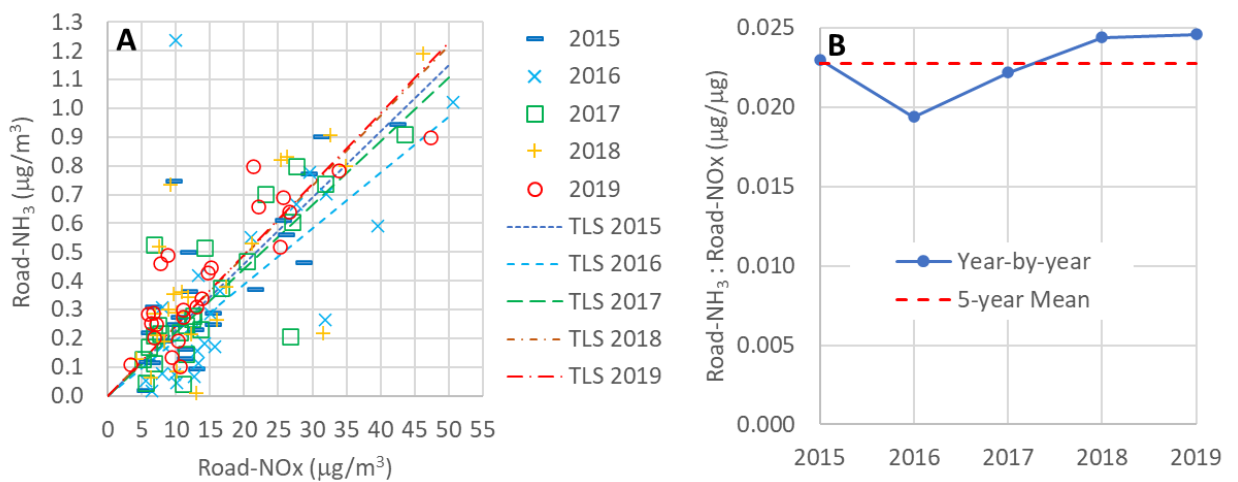 A
Road-NH3 (μg/m3)
1.3
1.2
1.1
1.0
0.9
0.8
0.7
0.6
0.5
0.4
0.3
0.2
0.1
0.0
0 5 10 15 20 25 30 35 40 45 50 55
Road-NOx (μg/m3)
2015
2016
2017
2018
2019
TLS 2015
TLS 2016
TLS 2017
TLS 2018
TLS 2019
B
Road-NH3 : Road-NOx (μg/μg)
0.025
0.020
0.015
0.010
0.005
0.000
Year-by-year
5-year Mean
2015 2016 2017 2018 2019